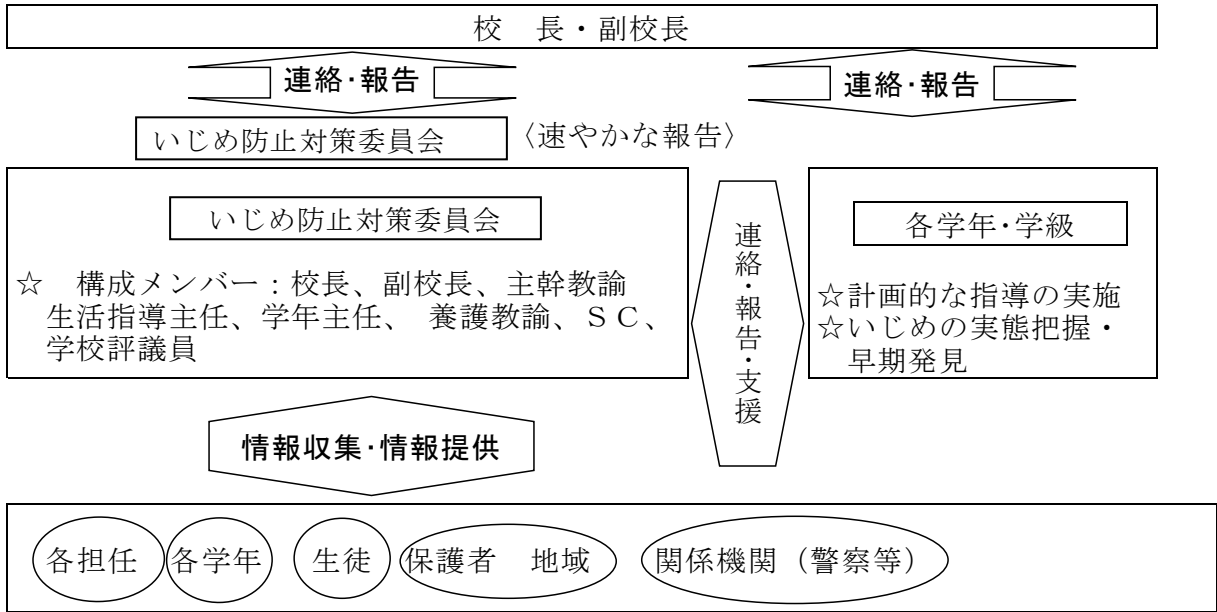 校　長・副校長
連絡・報告
連絡・報告
いじめ防止対策委員会
〈速やかな報告〉
いじめ防止対策委員会
☆　構成メンバー：校長、副校長、主幹教諭
生活指導主任、学年主任、　養護教諭、ＳＣ、
学校評議員
連絡・報告・支援
各学年・学級
☆計画的な指導の実施
☆いじめの実態把握・
早期発見
情報収集・情報提供
各担任　各学年　生徒　保護者　地域　関係機関（警察等）